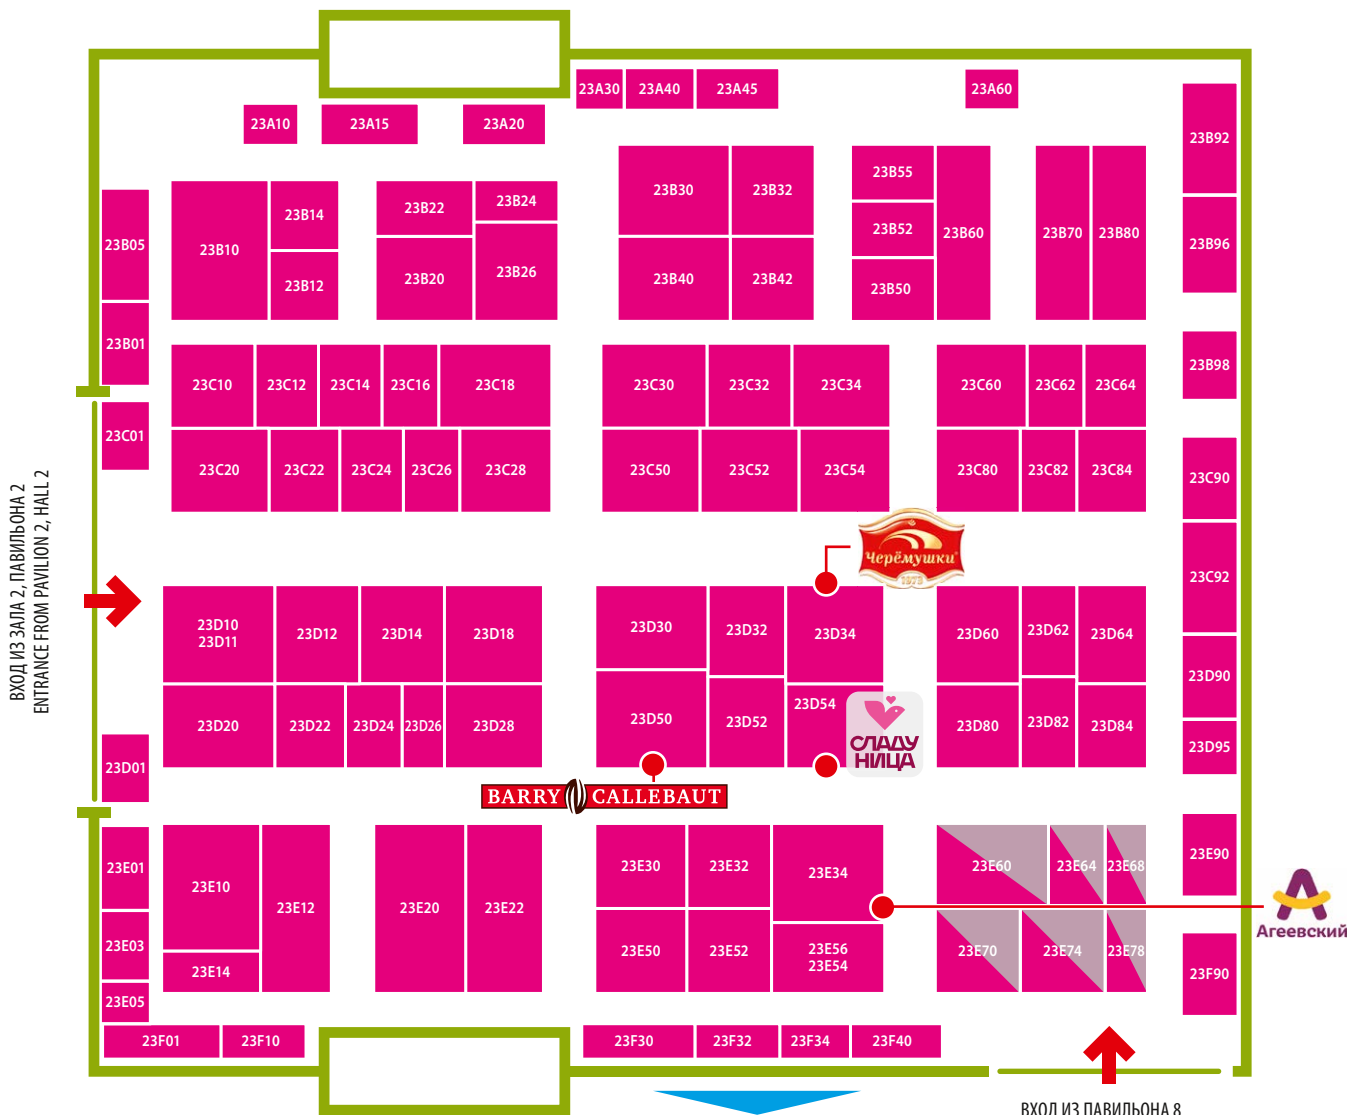 23A30 23A40 23A45 23A60
23A10 23A15 23A20
23B92
23B55
23B30 23B32
23B14 23B22 23B24
23B05 23B10 23B52 23B60 23B70 23B80 23B96
23B12 23B20 23B26 23B40 23B42 23B50
23B01
23B98
23C10 23C12 23C14 23C16 23C18 23C30 23C32 23C34 23C60 23C62 23C64
23C01
23C20 23C22 23C24 23C26 23C28 23C50 23C52 23C54 23C80 23C82 23C84 23C90
ВХОД ИЗ ЗАЛА 2, ПАВИЛЬОНА 2
ENTRANCE FROM PAVILION 2, HALL 2
Черёмушки
1973
23C92
23D10
23D11
23D12 23D14 23D18 23D30 23D32 23D34 23D60 23D62 23D64
23D90
23D20 23D22 23D24 23D26 23D28 23D50 23D52 23D54 23D80 23D82 23D84
СЛАДУ
НИЦА
23D95
23D01
BARRY CALLEBAUT
23E01 23E10 23E12 23E20 23E22 23E30 23E32 23E34 23E60 23E64 23E68 23E90
Агеевский
23E03 23E14 23E50 23E52 23E56
23E54
23E70 23E74 23E78
23F90
23E05
23F01 23F10 23F30 23F32 23F34 23F40
ВХОД ИЗ ПАВИЛЬОНА 8